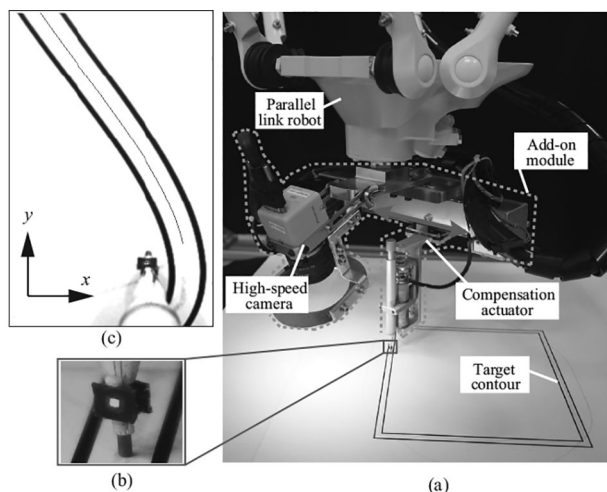 (c)
y
x
(b)
Parallel
link robot
Add-on
module
High-speed
camera
Compensation
actuator
Target
contour
(a)